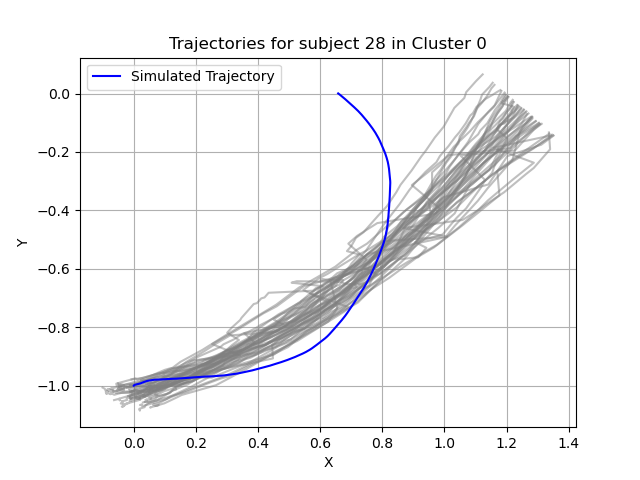 Trajectories for subject 28 in Cluster 0
Simulated Trajectory
0.0
−0.2
−0.4
−0.6
−0.8
−1.0
Y
0.0 0.2 0.4 0.6 0.8 1.0 1.2 1.4
X